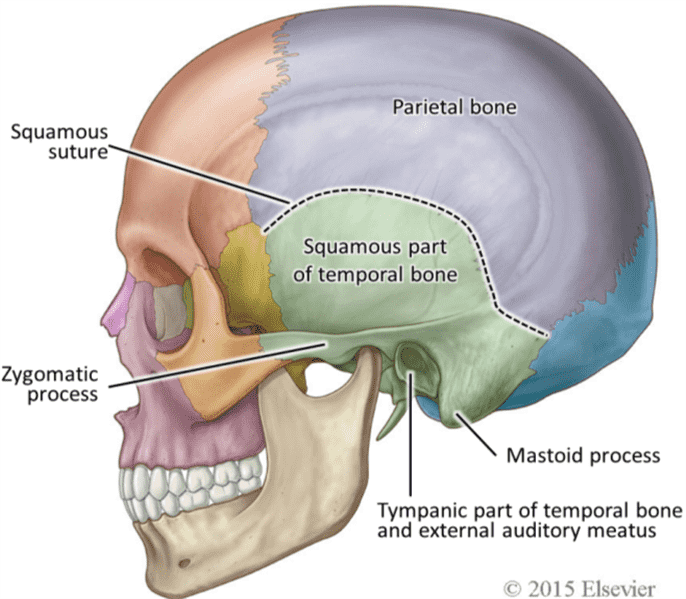 Parietal bone
Squamous
suture
Squamous part
of temporal bone
Zygomatic
process
Mastoid process
Tympanic part of temporal bone
and external auditory meatus
© 2015 Elsevier